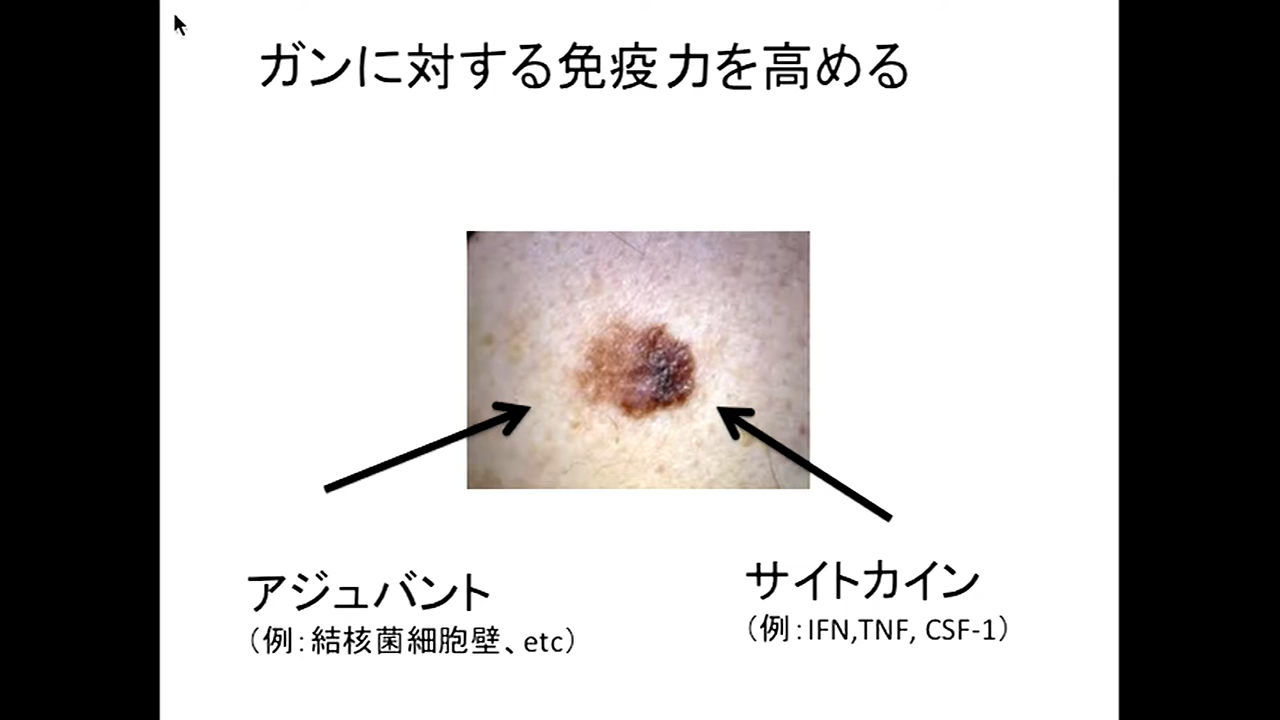 ガンに対する免疫力を高める
アジュバント
（例：結核菌細胞壁、etc）
サイトカイン
（例：IFN,TNF, CSF-1）